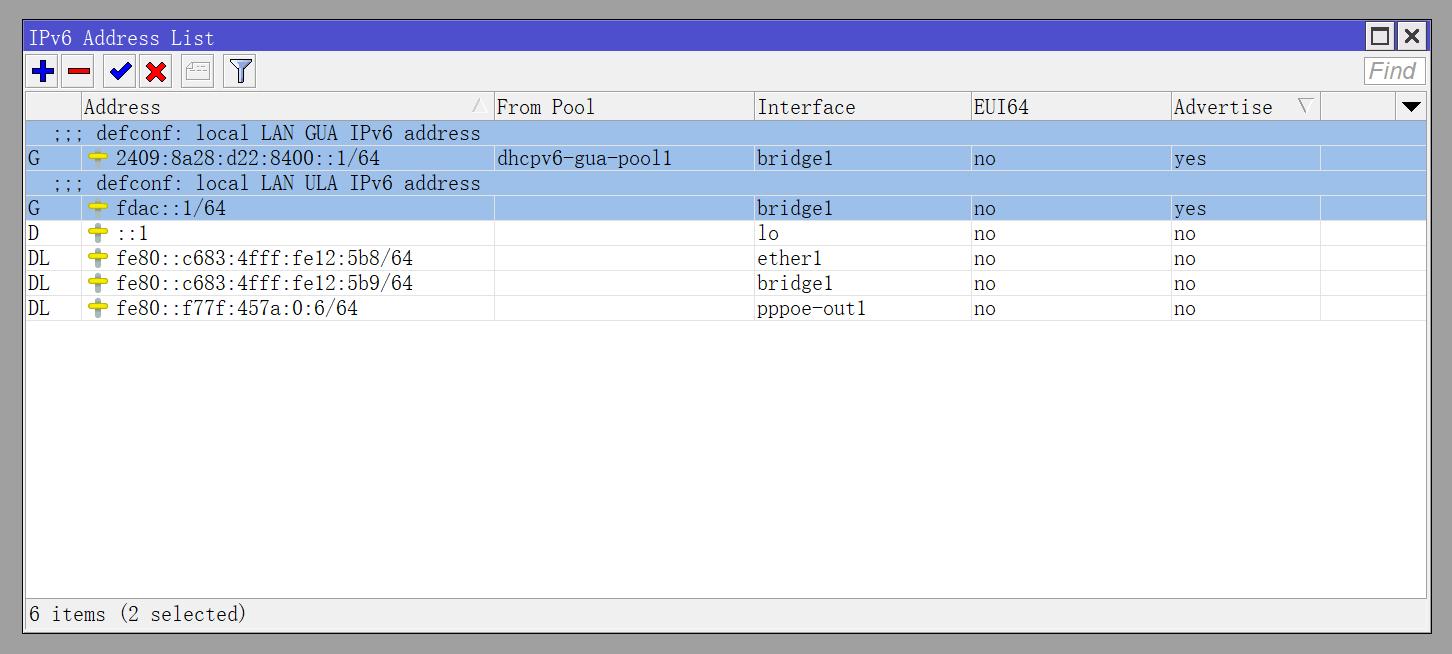 IPv6 Address List
Find
Address From Pool Interface EUI64 Advertise
;;; defconf: local LAN GUA IPv6 address
G 2409:8a28:d22:8400::1/64 dhcpv6-gua-pool1 bridge1 no yes
;;; defconf: local LAN ULA IPv6 address
G fdac::1/64 bridge1 no yes
D ::1 lo no no
DL fe80::c683:4fff:fe12:5b8/64 ether1 no no
DL fe80::c683:4fff:fe12:5b9/64 bridge1 no no
DL fe80::f77f:457a:0:6/64 pppoe-out1 no no
6 items (2 selected)